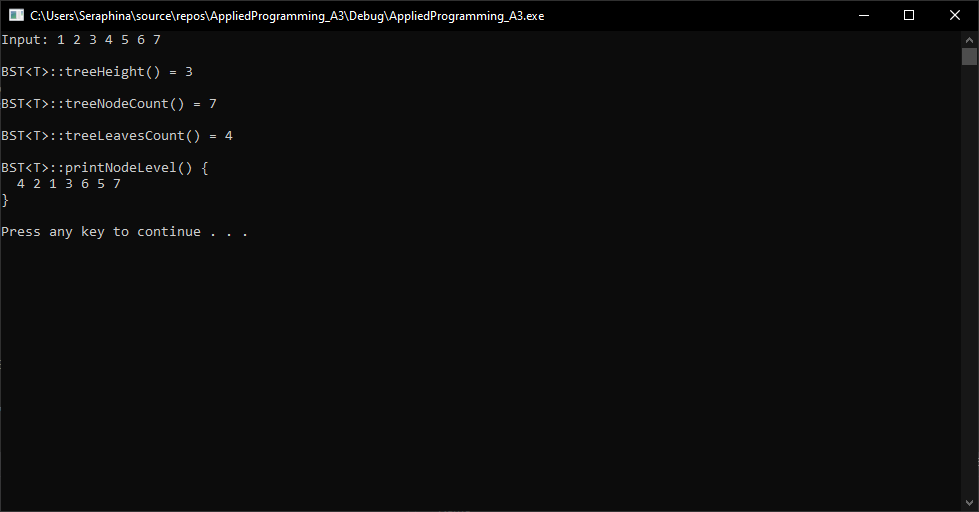 C:\Users\Seraphina\source\repos\AppliedProgramming_A3\Debug\AppliedProgramming_A3.exe
Input: 1 2 3 4 5 6 7
BST<T>::treeHeight() = 3
BST<T>::treeNodeCount() = 7
BST<T>::treeLeavesCount() = 4
BST<T>::printNodeLevel() {
  4 2 1 3 6 5 7
}
Press any key to continue . . .